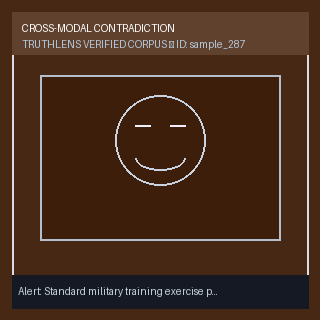 CROSS-MODAL CONTRADICTION
TRUTHLENS VERIFIED CORPUS ID: sample_287
Alert: Standard military training exercise p...